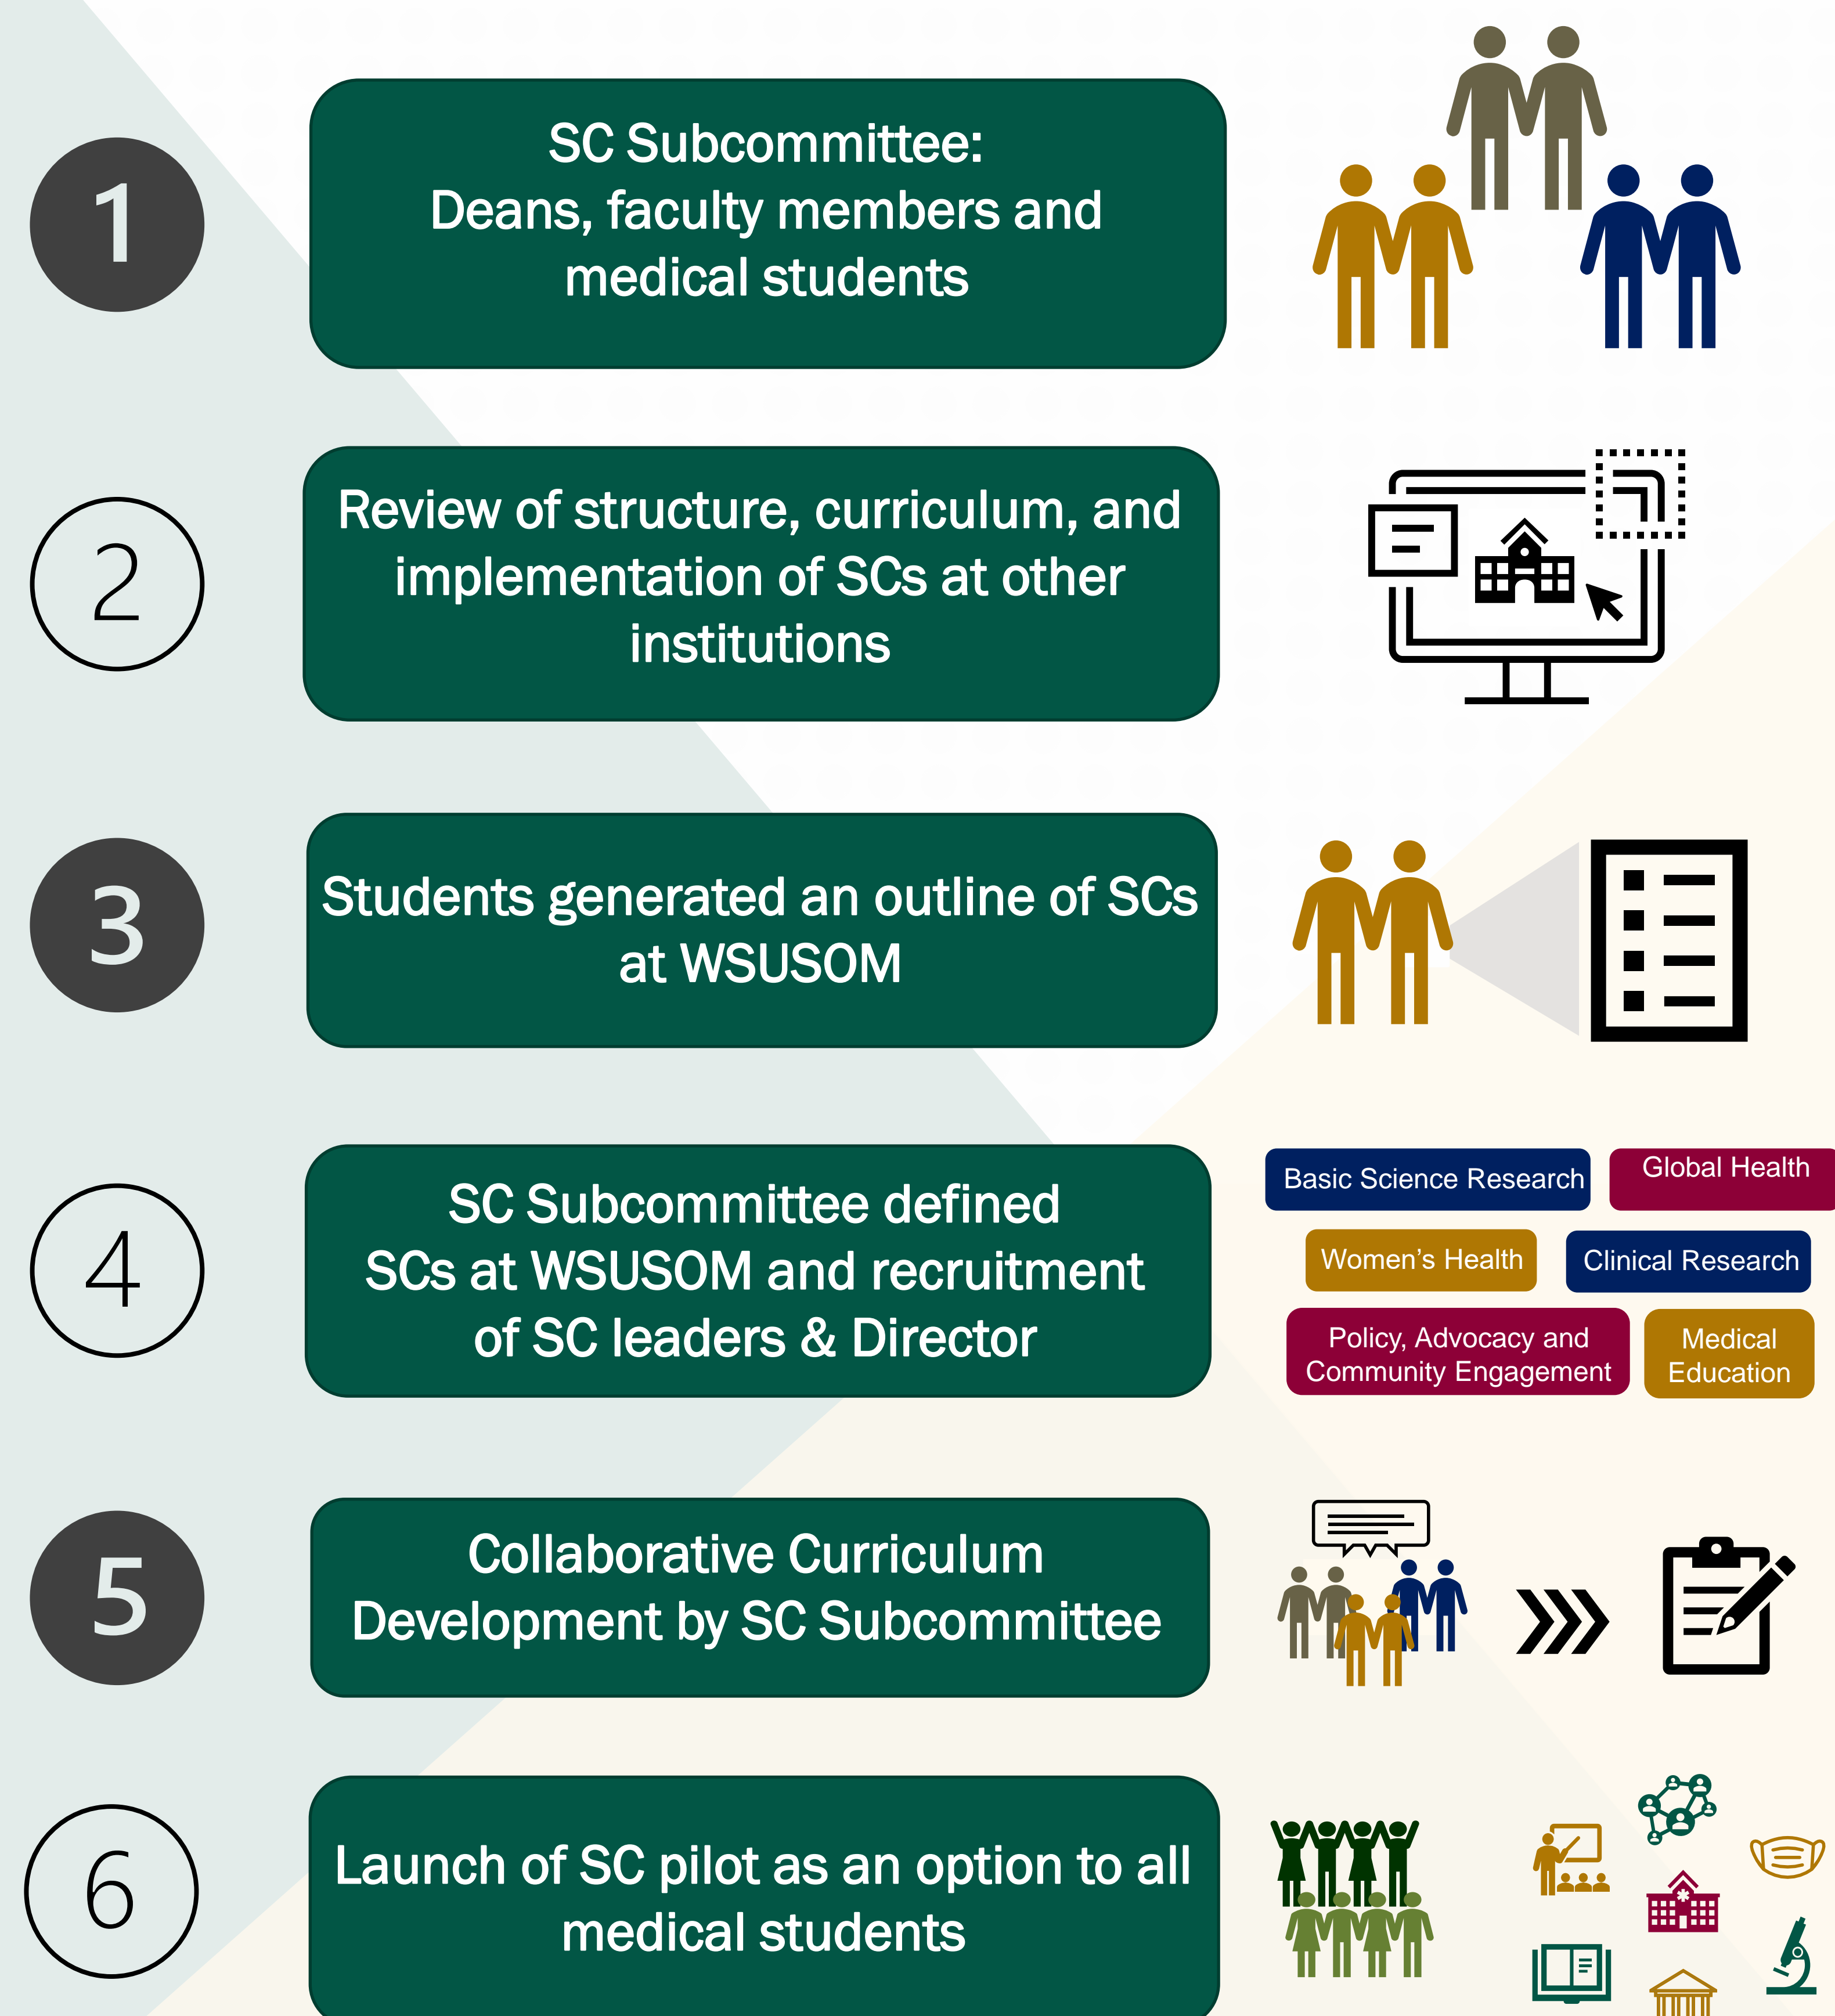 1
SC Subcommittee:
Deans, faculty members and
medical students
2
Review of structure, curriculum, and
implementation of SCs at other
institutions
3
Students generated an outline of SCs
at WSUSOM
4
SC Subcommittee defined
SCs at WSUSOM and recruitment
of SC leaders & Director
Basic Science Research
Global Health
Women's Health
Clinical Research
Policy, Advocacy and
Community Engagement
Medical
Education
5
Collaborative Curriculum
Development by SC Subcommittee
6
Launch of SC pilot as an option to all
medical students